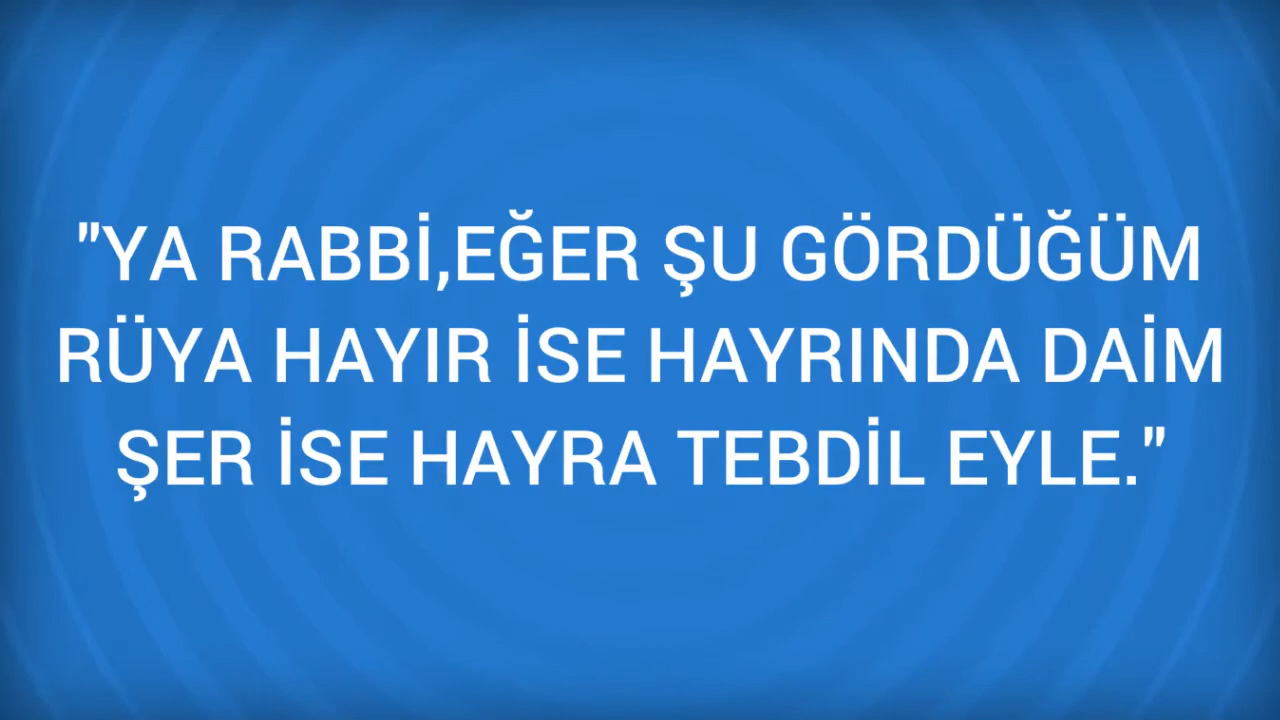 "YA RABBİ,EĞER ŞU GÖRDÜĞÜM
RÜYA HAYIR İSE HAYRINDA DAİM
ŞER İSE HAYRA TEBDİL EYLE."